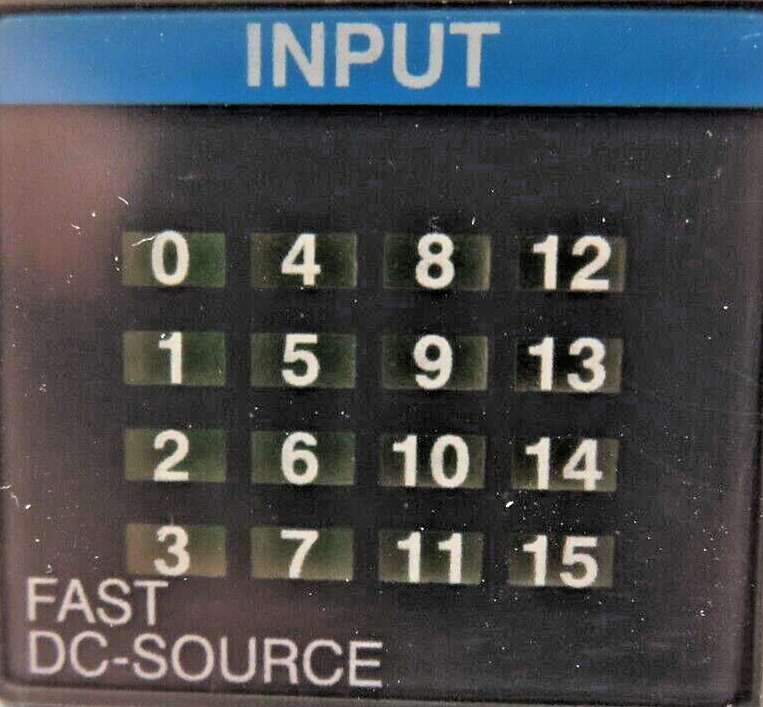 INPUT
0 4 8 12
1 5 9 13
2 6 10 14
3 7 11 15
FAST
DC-SOURCE